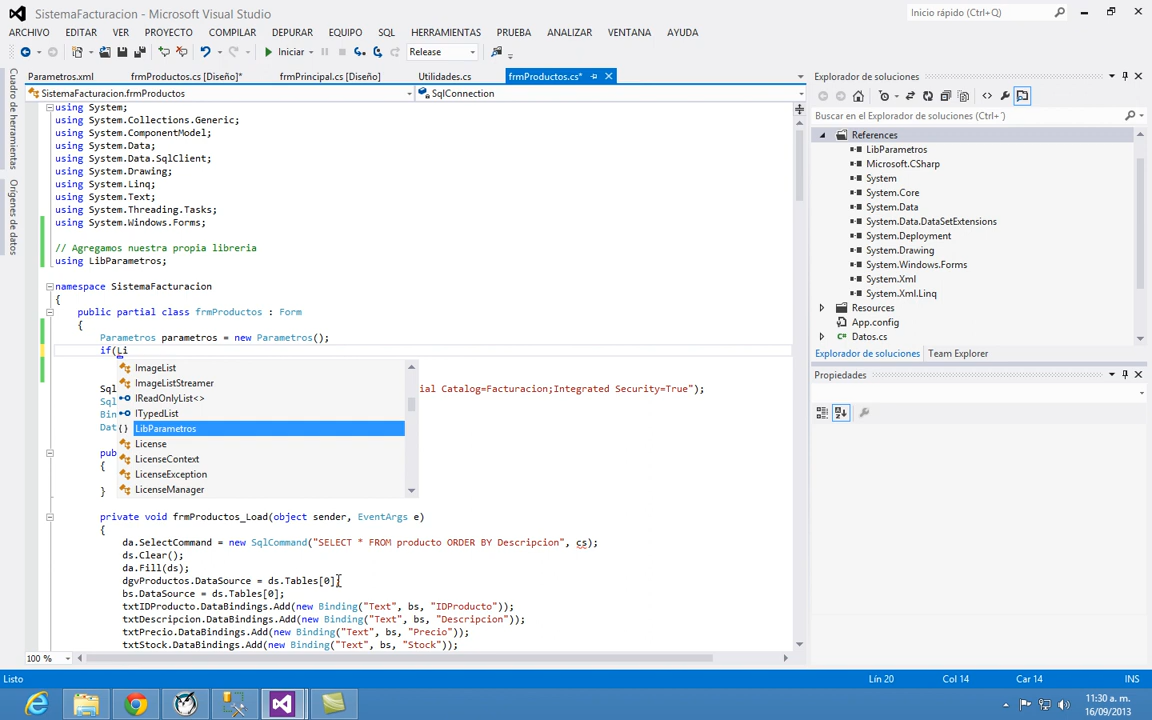 SistemaFacturacion - Microsoft Visual Studio
Inicio rápido (Ctrl+Q)
ARCHIVO EDITAR VER PROYECTO COMPILAR DEPURAR EQUIPO SQL HERRAMIENTAS PRUEBA ANALIZAR VENTANA AYUDA
Iniciar Release
Cuadro de herramientas
Orígenes de datos
Parametros.xml frmProductos.cs [Diseño]* frmPrincipal.cs [Diseño] Utilidades.cs frmProductos.cs*
SistemaFacturacion.frmProductos SqlConnection
using System;
using System.Collections.Generic;
using System.ComponentModel;
using System.Data;
using System.Data.SqlClient;
using System.Drawing;
using System.Linq;
using System.Text;
using System.Threading.Tasks;
using System.Windows.Forms;
// Agregamos nuestra propia libreria
using LibParametros;
namespace SistemaFacturacion
{
public partial class frmProductos : Form
{
Parametros parametros = new Parametros();
if(Li
ImageList
ImageListStreamer
IReadOnlyList<>
ITypedList
LibParametros
License
LicenseContext
LicenseException
LicenseManager
Sql ial Catalog=Facturacion;Integrated Security=True");
Sql
Bin
Dat
pub
{
}
private void frmProductos_Load(object sender, EventArgs e)
{
da.SelectCommand = new SqlCommand("SELECT * FROM producto ORDER BY Descripcion", cs);
ds.Clear();
da.Fill(ds);
dgvProductos.DataSource = ds.Tables[0];
bs.DataSource = ds.Tables[0];
txtIDProducto.DataBindings.Add(new Binding("Text", bs, "IDProducto"));
txtDescripcion.DataBindings.Add(new Binding("Text", bs, "Descripcion"));
txtPrecio.DataBindings.Add(new Binding("Text", bs, "Precio"));
txtStock.DataBindings.Add(new Binding("Text", bs, "Stock"));
100 %
Explorador de soluciones
Buscar en el Explorador de soluciones (Ctrl+´)
References
LibParametros
Microsoft.CSharp
System
System.Core
System.Data
System.Data.DataSetExtensions
System.Deployment
System.Drawing
System.Windows.Forms
System.Xml
System.Xml.Linq
Resources
App.config
Datos.cs
Explorador de soluciones Team Explorer
Propiedades
Listo Lín 20 Col 14 Car 14 INS
11:30 a. m.
16/09/2013